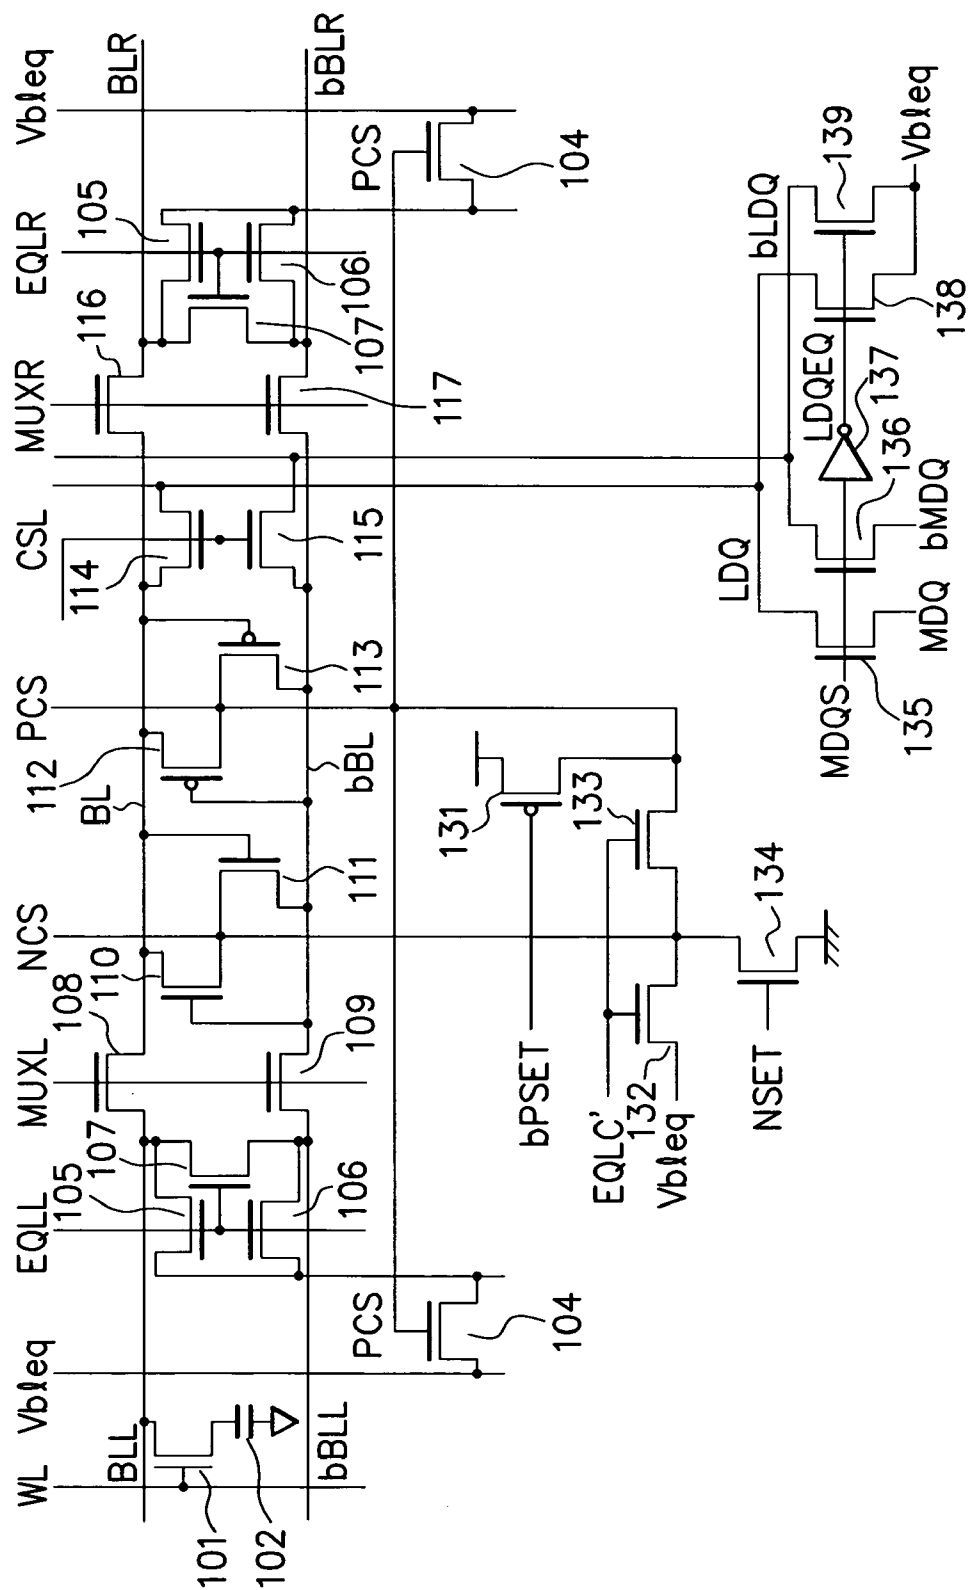 WL
Vbleq
EQLL
MUXL
NCS
PCS
CSL
MUXR
EQLR
Vbleq
105
107
108
110
BL
112
114
116
105
BLL
BLR
101
102
bBLL
106
109
111
bBL
113
115
117
107
106
bBLR
PCS
104
PCS
104
131
bPSET
133
EQLC'
132
Vbleq
134
NSET
LDQ
bLDQ
MDQS
135
MDQ
bMDQ
136
137
LDQEQ
138
139
Vbleq